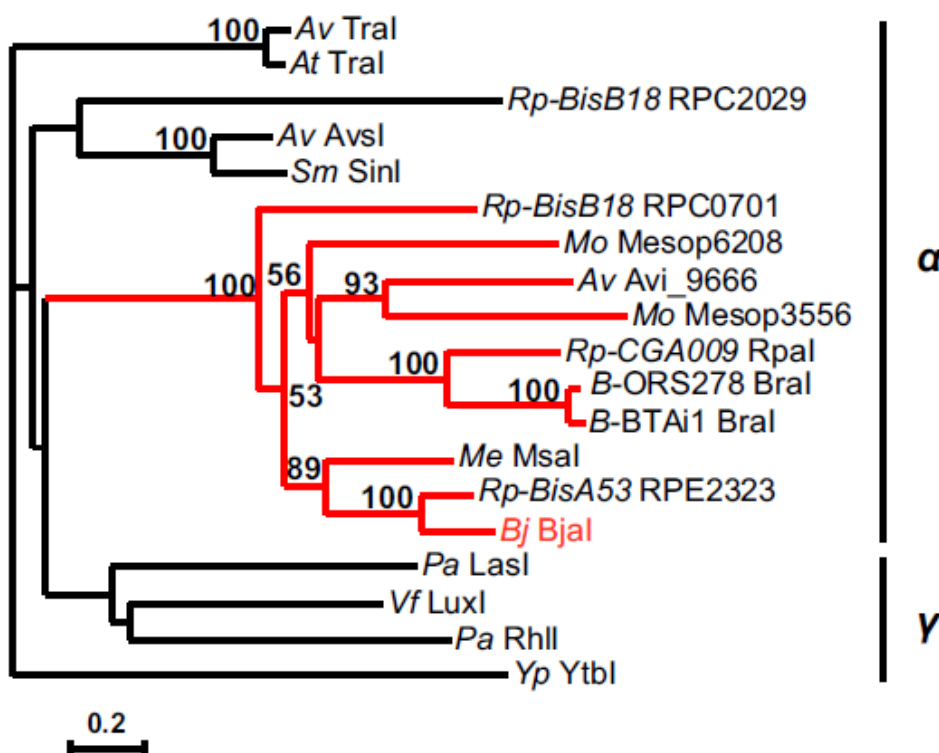 100
Av TraI
At TraI
Rp-BisB18 RPC2029
100
Av AvsI
Sm SinI
Rp-BisB18 RPC0701
Mo Mesop6208
56
100
93
Av Avi_9666
Mo Mesop3556
α
100
Rp-CGA009 RpaI
100
B-ORS278 BraI
53
B-BTAi1 BraI
89
Me MsaI
100
Rp-BisA53 RPE2323
Bj BjaI
Pa LasI
Vf LuxI
Pa RhlI
γ
Yp YtbI
0.2